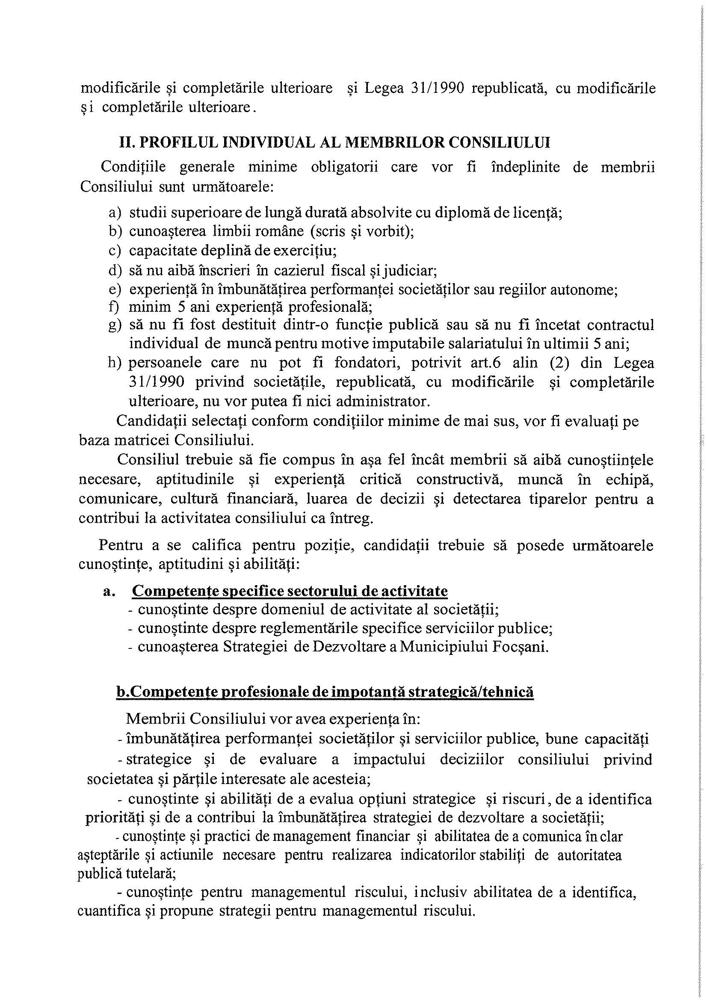 modificările și completările ulterioare și Legea 31/1990 republicată, cu modificările
și completările ulterioare.
II. PROFILUL INDIVIDUAL AL MEMBRILOR CONSILIULUI
Condițiile generale minime obligatorii care vor fi îndeplinite de membrii
Consiliului sunt următoarele:
a) studii superioare de lungă durată absolvite cu diplomă de licență;
b) cunoașterea limbii române (scris și vorbit);
c) capacitate deplină de exercițiu;
d) să nu aibă înscrieri în cazierul fiscal și judiciar;
e) experiență în îmbunătățirea performanței societăților sau regiilor autonome;
f) minim 5 ani experiență profesională;
g) să nu fi fost destituit dintr-o funcție publică sau să nu fi încetat contractul
individual de muncă pentru motive imputabile salariatului în ultimii 5 ani;
h) persoanele care nu pot fi fondatori, potrivit art.6 alin (2) din Legea
31/1990 privind societățile, republicată, cu modificările și completările
ulterioare, nu vor putea fi nici administrator.
Candidații selectați conform condițiilor minime de mai sus, vor fi evaluați pe
baza matricei Consiliului.
Consiliul trebuie să fie compus în așa fel încât membrii să aibă cunoștiințele
necesare, aptitudinile și experiență critică constructivă, muncă în echipă,
comunicare, cultură financiară, luarea de decizii și detectarea tiparelor pentru a
contribui la activitatea consiliului ca întreg.
Pentru a se califica pentru poziție, candidații trebuie să posede următoarele
cunoștințe, aptitudini și abilități:
a. Competențe specifice sectorului de activitate
- cunoștinte despre domeniul de activitate al societății;
- cunoștinte despre reglementările specifice serviciilor publice;
- cunoașterea Strategiei de Dezvoltare a Municipiului Focșani.
b.Competențe profesionale de impotanță strategică/tehnică
Membrii Consiliului vor avea experiența în:
- îmbunătățirea performanței societăților și serviciilor publice, bune capacități
- strategice și de evaluare a impactului deciziilor consiliului privind
societatea și părțile interesate ale acesteia;
- cunoștinte și abilități de a evalua opțiuni strategice și riscuri, de a identifica
priorități și de a contribui la îmbunătățirea strategiei de dezvoltare a societății;
- cunoștințe și practici de management financiar și abilitatea de a comunica în clar
așteptările și actiunile necesare pentru realizarea indicatorilor stabiliți de autoritatea
publică tutelară;
- cunoștințe pentru managementul riscului, inclusiv abilitatea de a identifica,
cuantifica și propune strategii pentru managementul riscului.